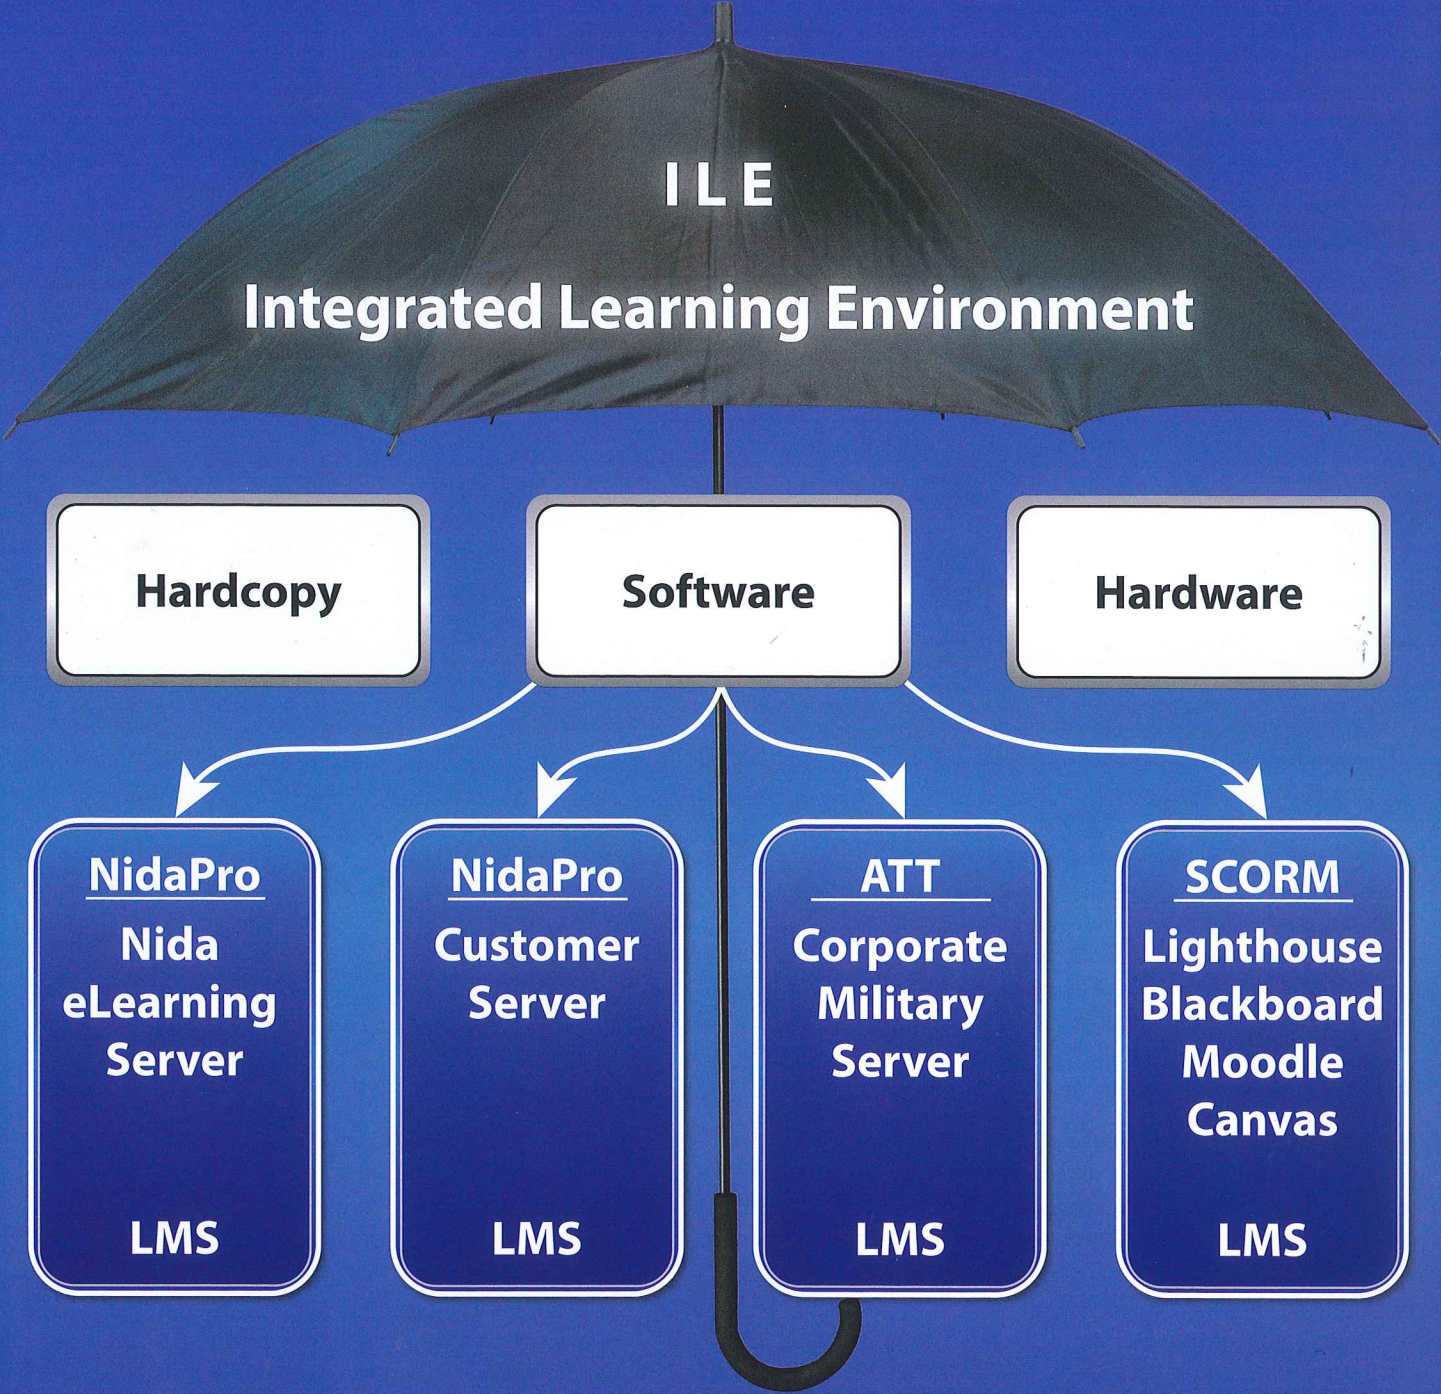 I L E
Integrated Learning Environment
Hardcopy
Software
Hardware
NidaPro
Nida
eLearning
Server
LMS
NidaPro
Customer
Server
LMS
ATT
Corporate
Military
Server
LMS
SCORM
Lighthouse
Blackboard
Moodle
Canvas
LMS